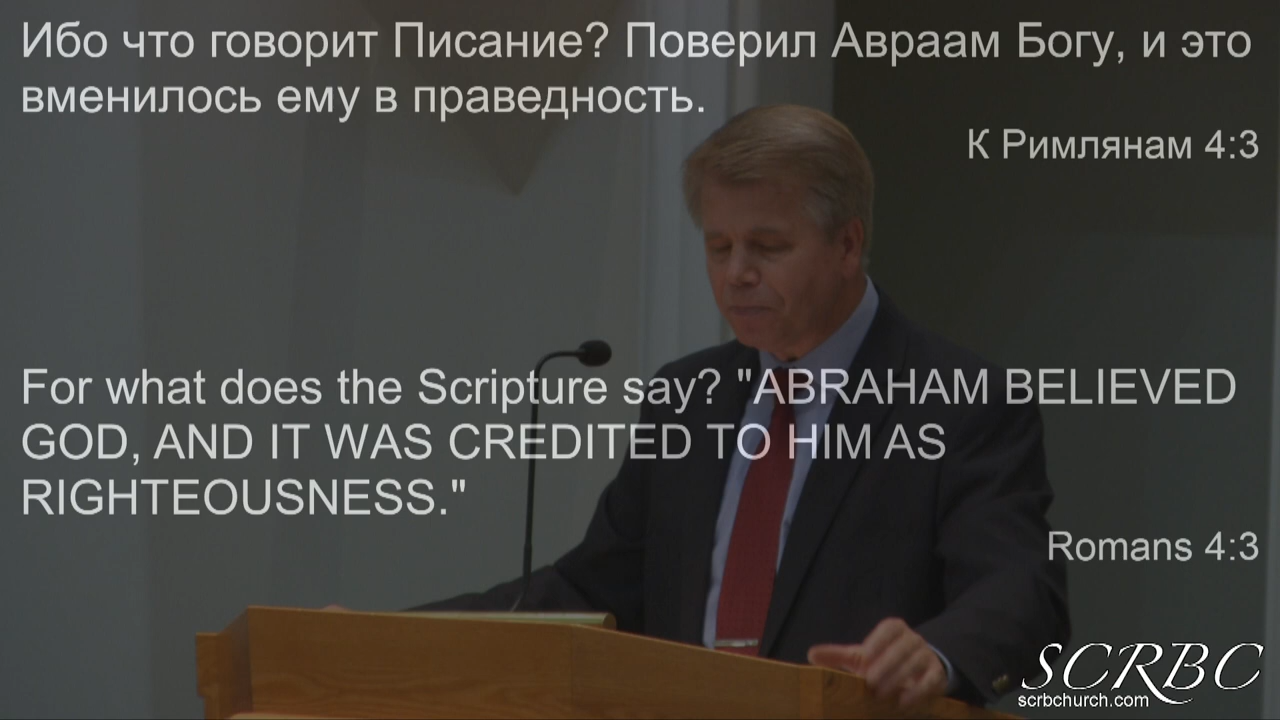 Ибо что говорит Писание? Поверил Авраам Богу, и это
вменилось ему в праведность.
К Римлянам 4:3
For what does the Scripture say? "ABRAHAM BELIEVED
GOD, AND IT WAS CREDITED TO HIM AS
RIGHTEOUSNESS."
Romans 4:3
SCRBC
scrbchurch.com